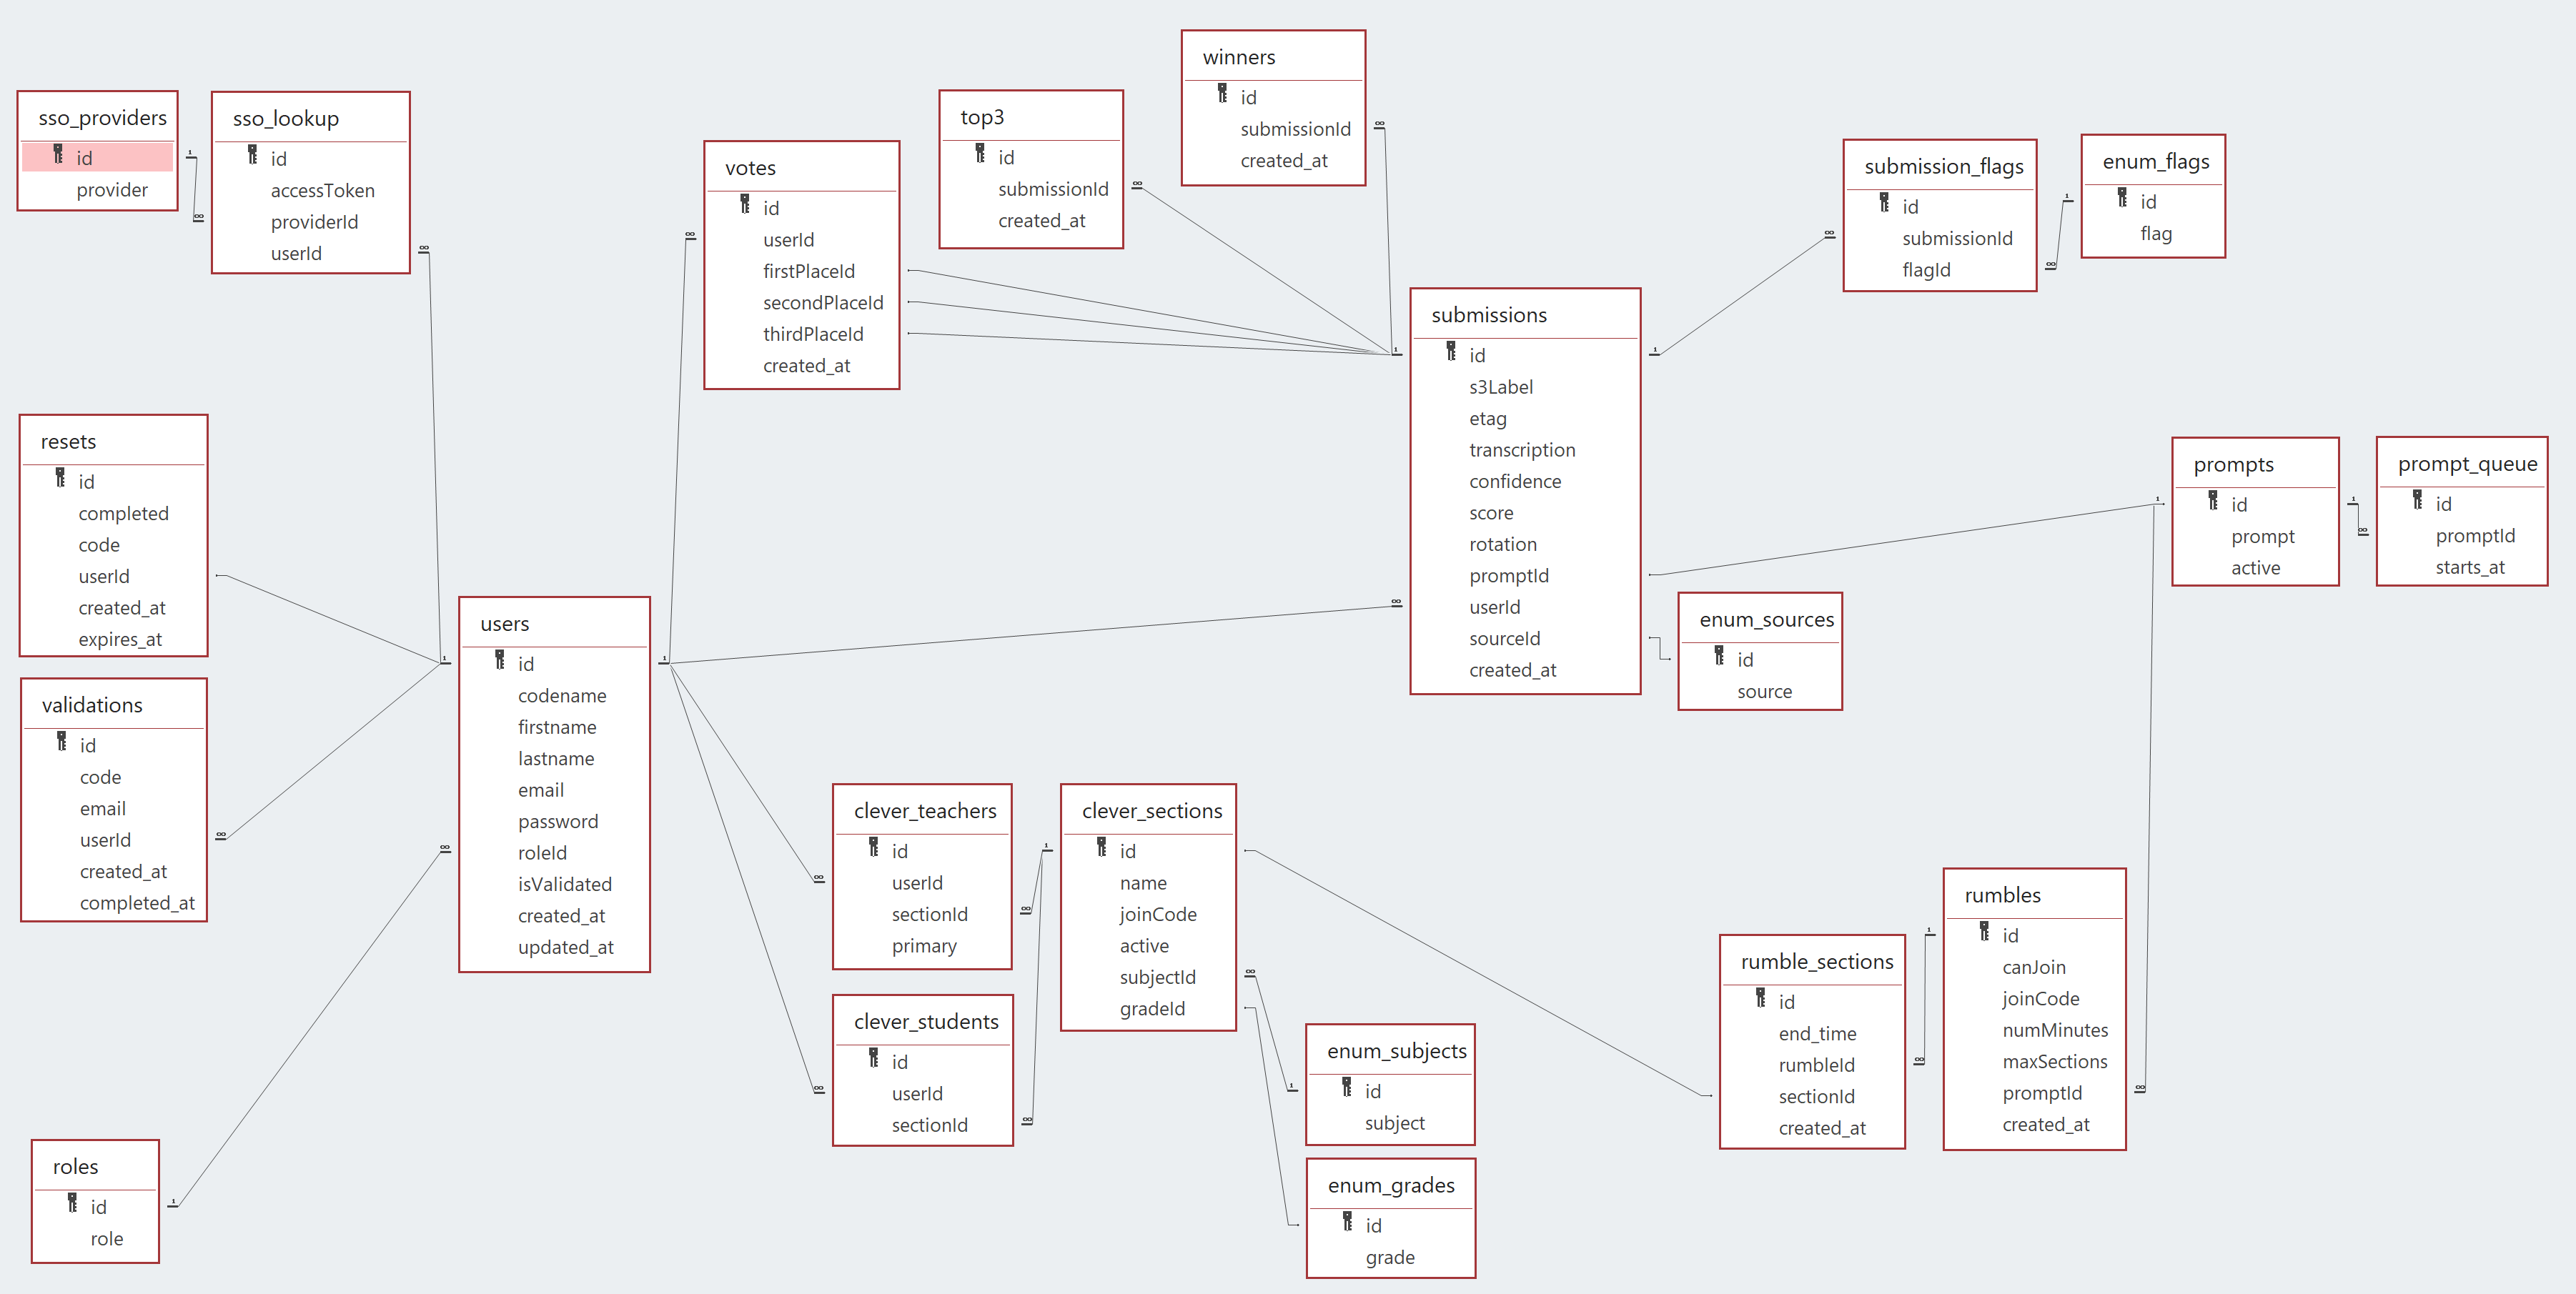 sso_providers
id
provider
sso_lookup
id
accessToken
providerId
userId
votes
id
userId
firstPlaceId
secondPlaceId
thirdPlaceId
created_at
top3
id
submissionId
created_at
winners
id
submissionId
created_at
submission_flags
id
submissionId
flagId
enum_flags
id
flag
submissions
id
s3Label
etag
transcription
confidence
score
rotation
promptId
userId
sourceId
created_at
resets
id
completed
code
userId
created_at
expires_at
prompts
id
prompt
active
prompt_queue
id
promptId
starts_at
enum_sources
id
source
users
id
codename
firstname
lastname
email
password
roleId
isValidated
created_at
updated_at
validations
id
code
email
userId
created_at
completed_at
clever_teachers
id
userId
sectionId
primary
clever_sections
id
name
joinCode
active
subjectId
gradeId
clever_students
id
userId
sectionId
enum_subjects
id
subject
enum_grades
id
grade
rumble_sections
id
end_time
rumbleId
sectionId
created_at
rumbles
id
canJoin
joinCode
numMinutes
maxSections
promptId
created_at
roles
id
role